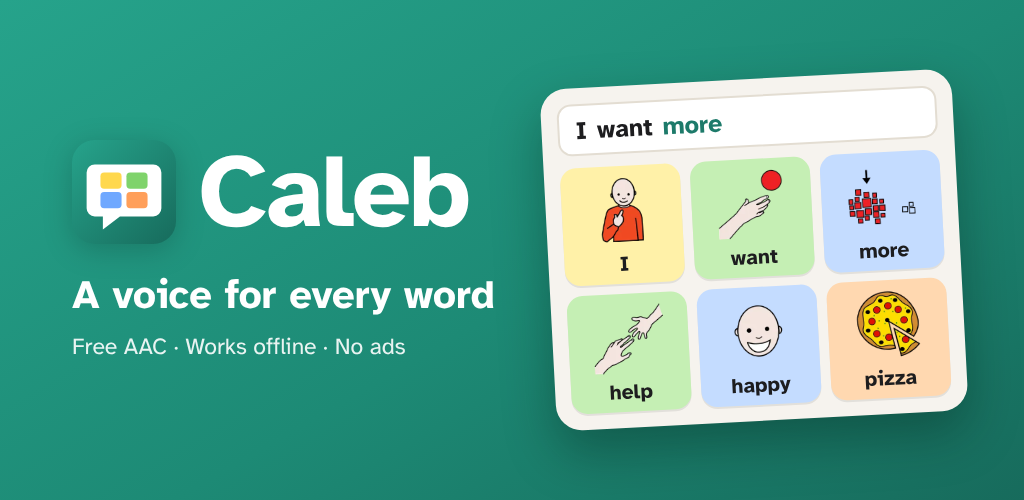 Caleb
A voice for every word
Free AAC · Works offline · No ads
I want more
I
want
more
help
happy
pizza